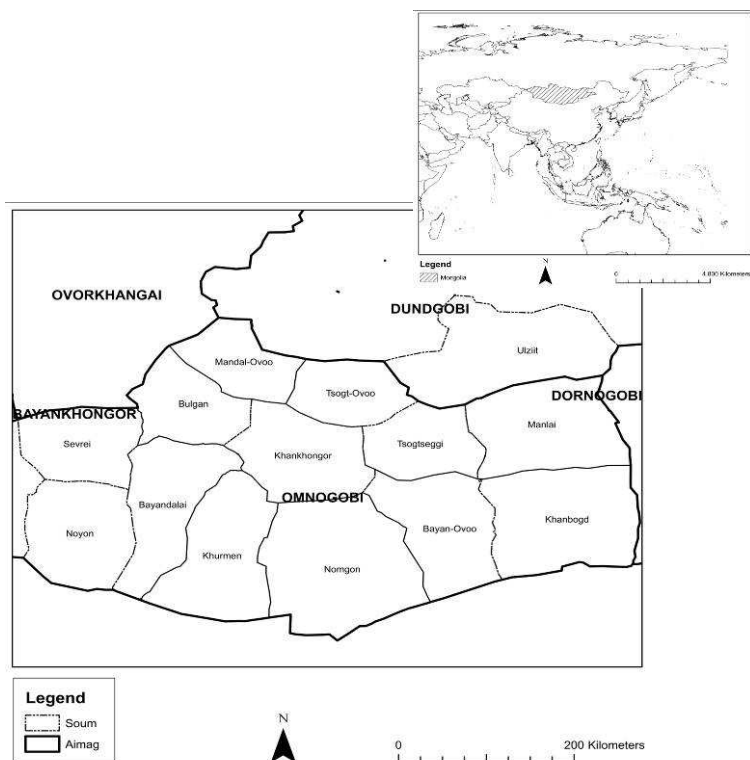 Legend
Mongolia
N
0 4,800 Kilometers
OVORKHANGAI
DUNDGOBI
Ulziit
Mandal-Ovoo
Tsogt-Ovoo
DORNOGOBI
Bulgan
BAYANKHONGOR
Manlai
Sevrei
Tsogtseggi
Khankhongor
OMNOGOBI
Bayandalai
Khanbogd
Noyon
Bayan-Ovoo
Khurmen
Nomgon
Legend
Soum
Aimag
N
0 200 Kilometers